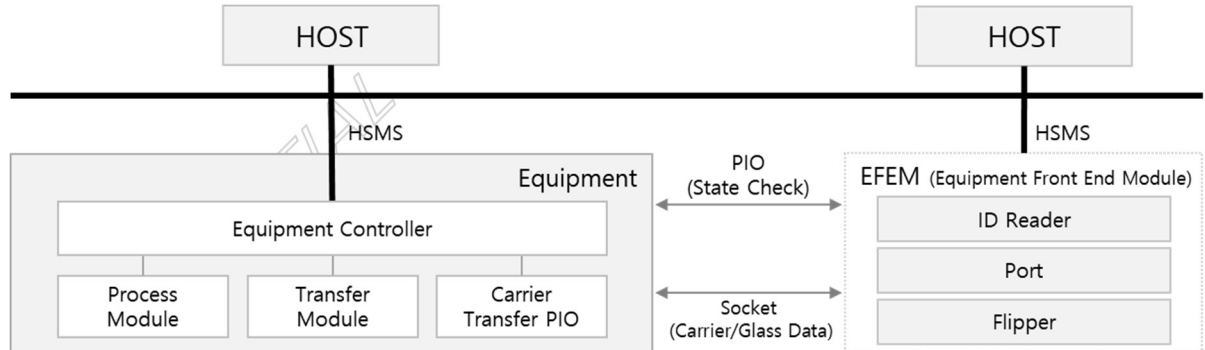 HOST
HOST
HSMS
HSMS
Equipment
PIO
(State Check)
EFEM (Equipment Front End Module)
Equipment Controller
ID Reader
Process
Module
Transfer
Module
Carrier
Transfer PIO
Port
Socket
(Carrier/Glass Data)
Flipper